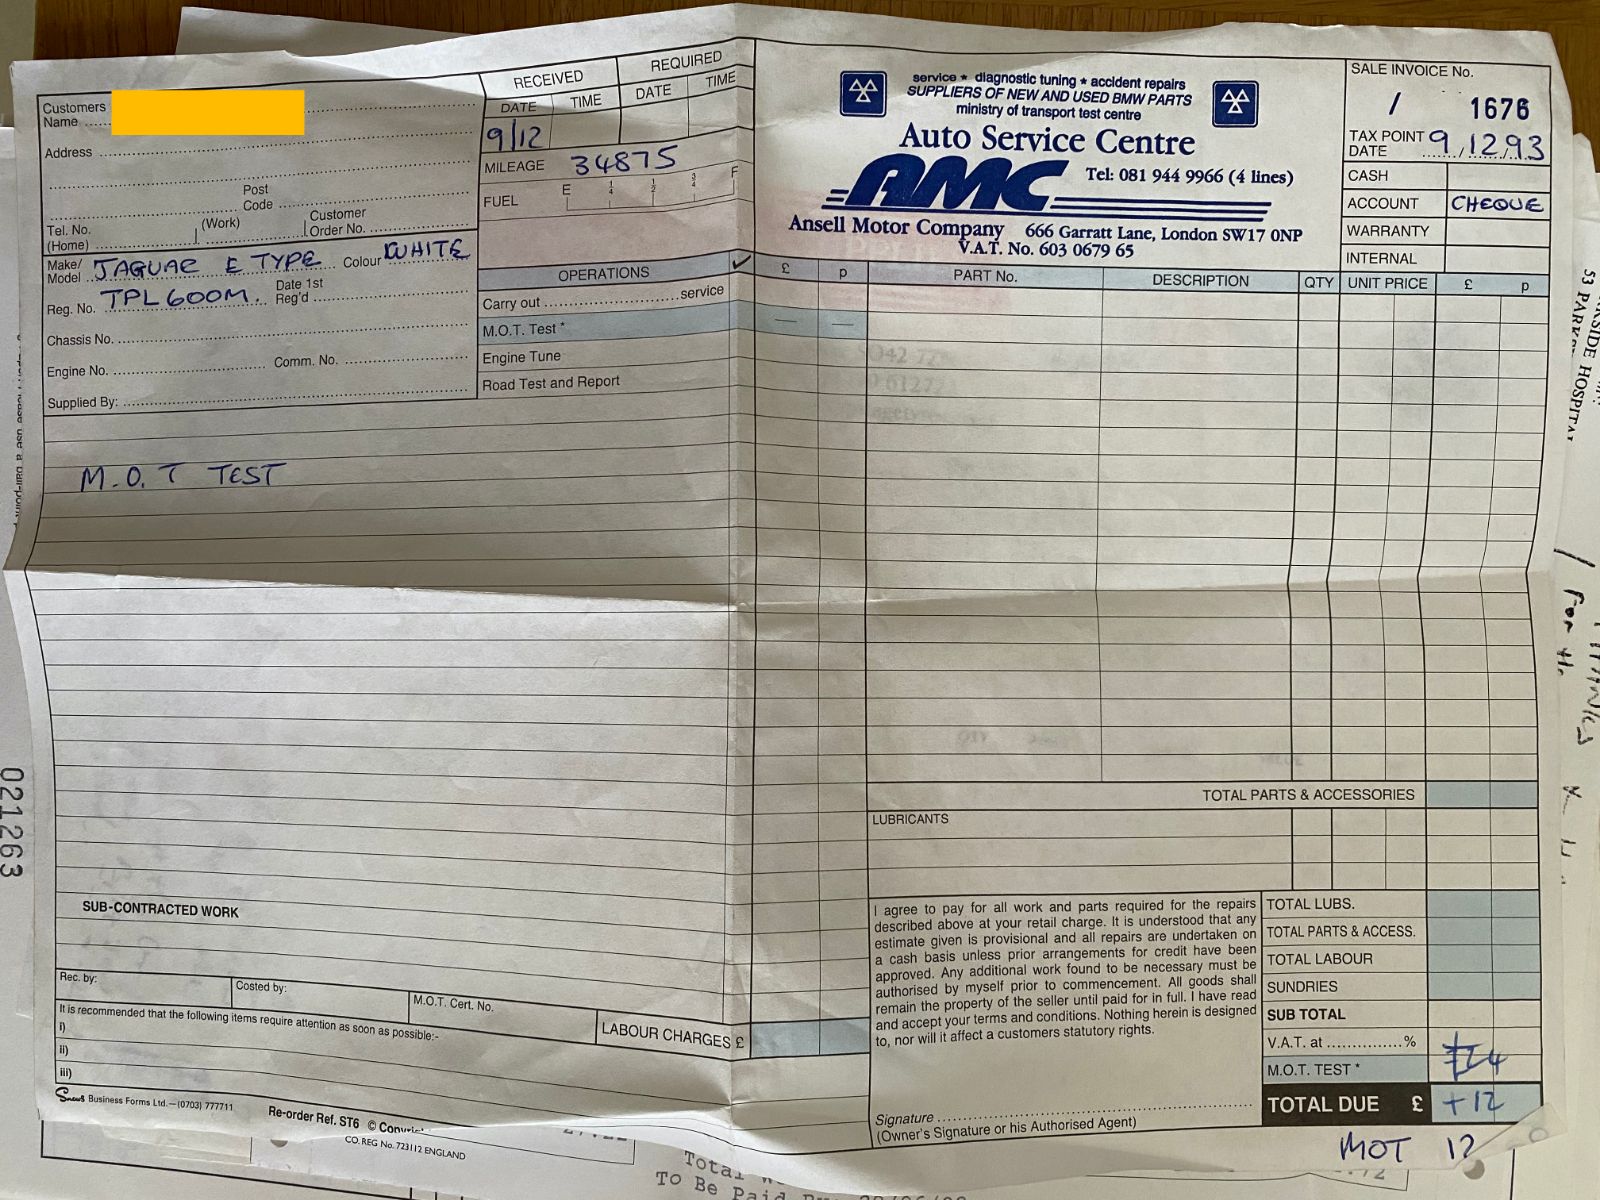 Customers
Name
Address
Post
Code
Tel. No.
(Home)
(Work)
Customer
Order No.
Make/
Model JAGUAR E TYPE Colour WHITE
Reg. No. TPL600M. Date 1st
Reg'd
Chassis No.
Engine No. Comm. No.
Supplied By:
RECEIVED REQUIRED
DATE TIME DATE TIME
9/12
MILEAGE 34875
FUEL E 1/4 1/2 3/4 F
service ★ diagnostic tuning ★ accident repairs
SUPPLIERS OF NEW AND USED BMW PARTS
ministry of transport test centre
Auto Service Centre
AMC Tel: 081 944 9966 (4 lines)
Ansell Motor Company 666 Garratt Lane, London SW17 0NP
V.A.T. No. 603 0679 65
SALE INVOICE No.
/ 1676
TAX POINT
DATE 9/12/93
CASH
ACCOUNT CHEQUE
WARRANTY
INTERNAL
OPERATIONS ✓ £ p
Carry out service
M.O.T. Test * — —
Engine Tune
Road Test and Report
PART No. DESCRIPTION QTY UNIT PRICE £ p
M.O.T TEST
TOTAL PARTS & ACCESSORIES
LUBRICANTS
SUB-CONTRACTED WORK
Rec. by: Costed by: M.O.T. Cert. No.
LABOUR CHARGES £
It is recommended that the following items require attention as soon as possible:-
i)
ii)
iii)
Business Forms Ltd.—(0703) 777711
Re-order Ref. ST6 ©
CO. REG No. 723112 ENGLAND
I agree to pay for all work and parts required for the repairs
described above at your retail charge. It is understood that any
estimate given is provisional and all repairs are undertaken on
a cash basis unless prior arrangements for credit have been
approved. Any additional work found to be necessary must be
authorised by myself prior to commencement. All goods shall
remain the property of the seller until paid for in full. I have read
and accept your terms and conditions. Nothing herein is designed
to, nor will it affect a customers statutory rights.
Signature
(Owner's Signature or his Authorised Agent)
TOTAL LUBS.
TOTAL PARTS & ACCESS.
TOTAL LABOUR
SUNDRIES
SUB TOTAL
V.A.T. at %
M.O.T. TEST *
TOTAL DUE £ +12
MOT 12
021263
53 PARK
HOSPITAL
To Be Paid